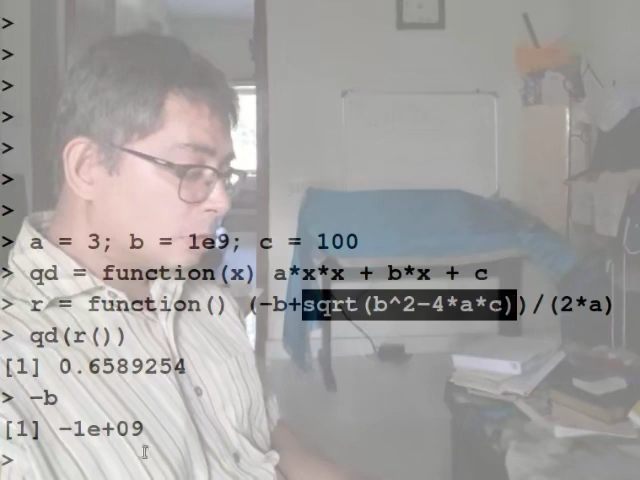 >
>
>
>
>
>
>
> a = 3; b = 1e9; c = 100
> qd = function(x) a*x*x + b*x + c
> r = function() (-b+sqrt(b^2-4*a*c))/(2*a)
> qd(r())
[1] 0.6589254
> -b
[1] -1e+09
>